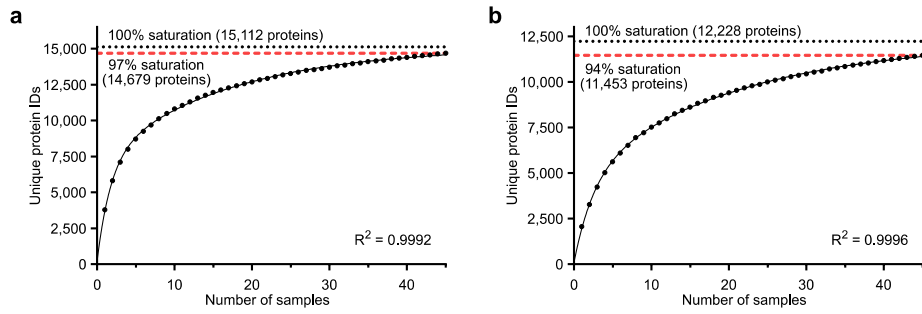 a
100% saturation (15,112 proteins)
97% saturation
(14,679 proteins)
15,000
12,500
10,000
7,500
5,000
2,500
0
Unique protein IDs
R² = 0.9992
0 10 20 30 40
Number of samples
b
100% saturation (12,228 proteins)
94% saturation
(11,453 proteins)
12,500
10,000
7,500
5,000
2,500
0
Unique protein IDs
R² = 0.9996
0 10 20 30 40
Number of samples